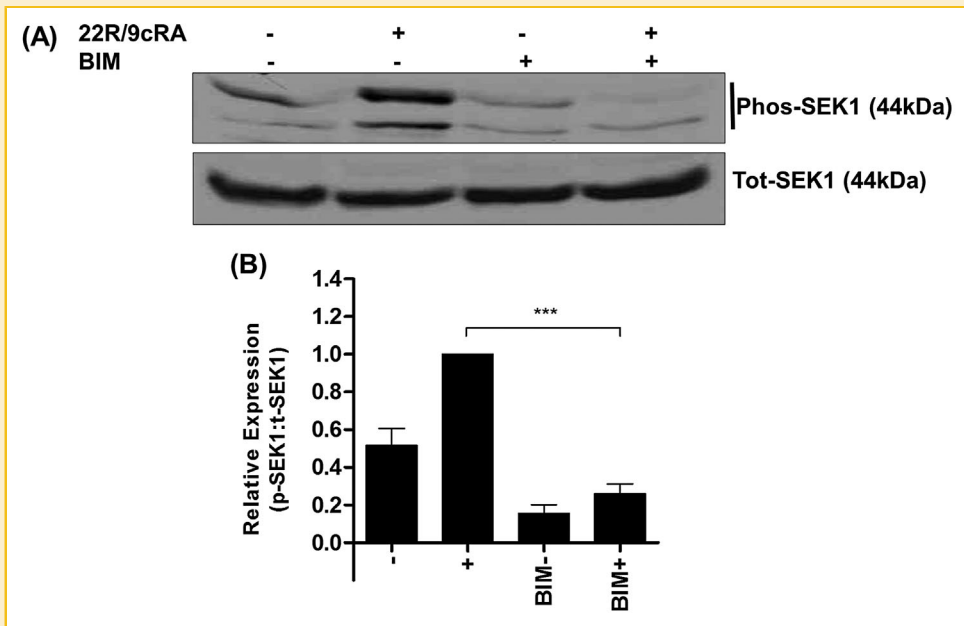 (A) 22R/9cRA - + - +
BIM - - + +
Phos-SEK1 (44kDa)
Tot-SEK1 (44kDa)
(B)
Relative Expression
(p-SEK1:t-SEK1)
1.4
1.2
1.0
0.8
0.6
0.4
0.2
0.0
***
- + BIM- BIM+